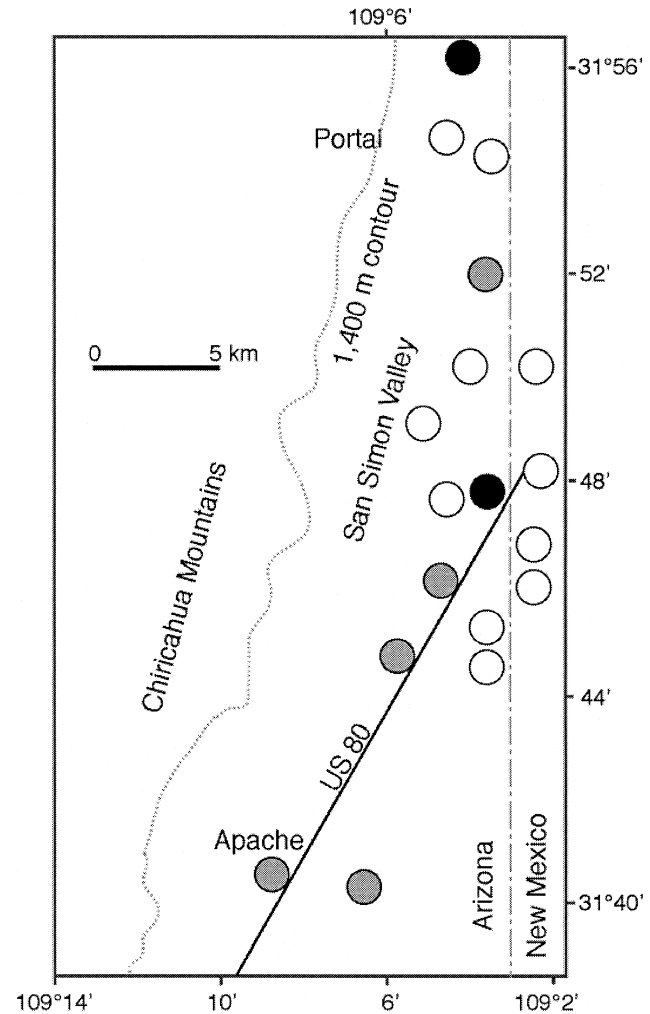 109°6'
31°56'
Portal
52'
1,400 m contour
0 5 km
San Simon Valley
48'
Chiricahua Mountains
44'
US 80
Apache
Arizona
New Mexico
31°40'
109°14' 10' 6' 109°2'